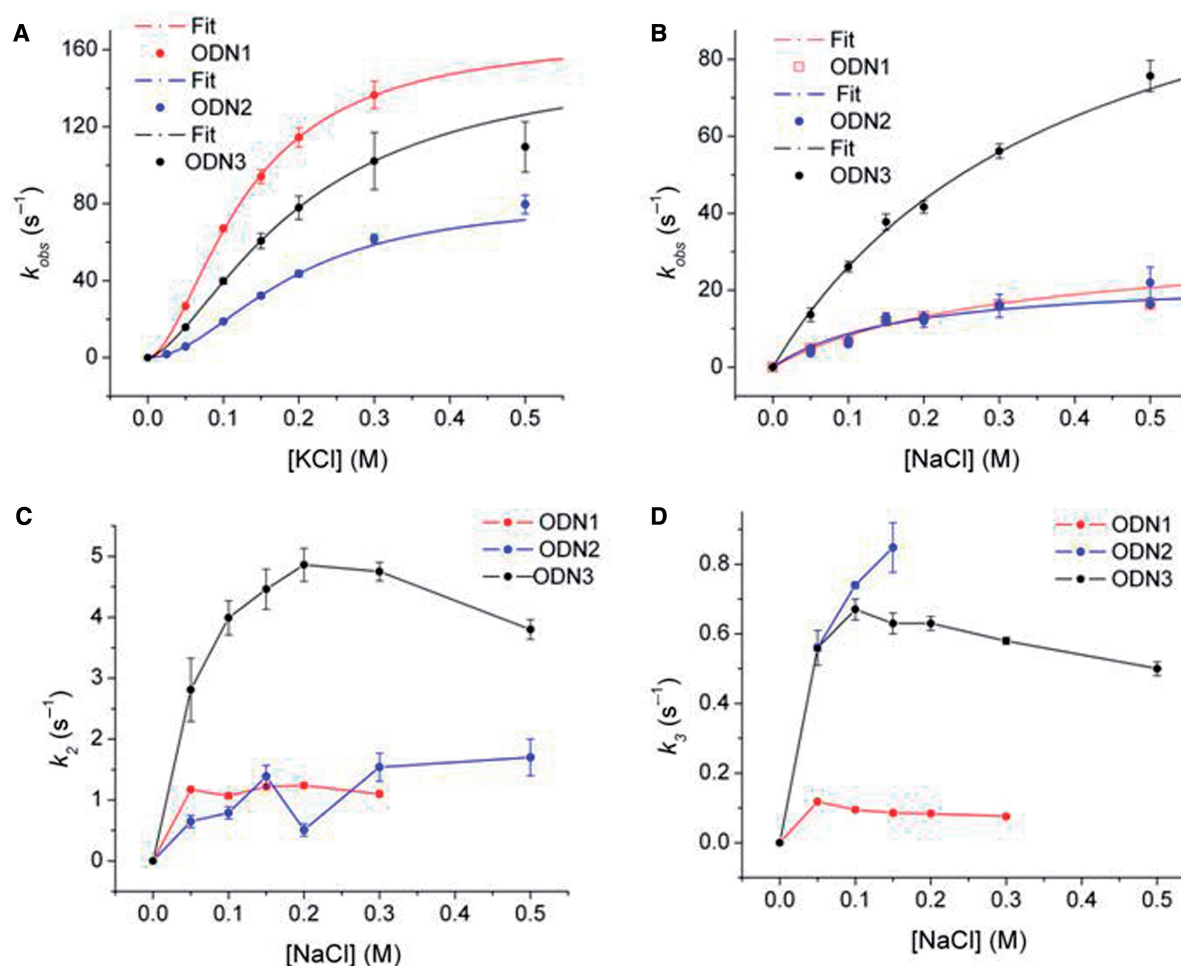 A
Fit
ODN1
Fit
ODN2
Fit
ODN3
160
120
80
40
0
k_obs (s⁻¹)
0.0 0.1 0.2 0.3 0.4 0.5
[KCl] (M)
B
Fit
ODN1
Fit
ODN2
Fit
ODN3
80
60
40
20
0
k_obs (s⁻¹)
0.0 0.1 0.2 0.3 0.4 0.5
[NaCl] (M)
C
ODN1
ODN2
ODN3
5
4
3
2
1
0
k₂ (s⁻¹)
0.0 0.1 0.2 0.3 0.4 0.5
[NaCl] (M)
D
ODN1
ODN2
ODN3
0.8
0.6
0.4
0.2
0.0
k₃ (s⁻¹)
0.0 0.1 0.2 0.3 0.4 0.5
[NaCl] (M)